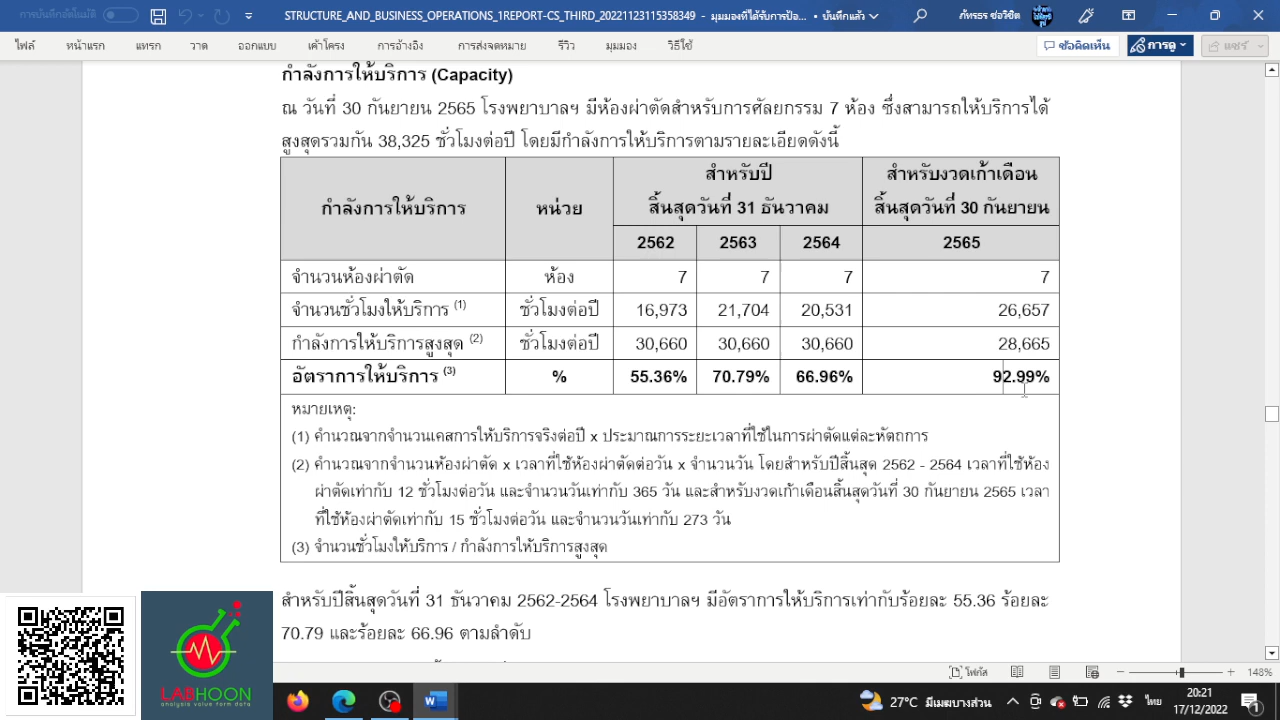 การบันทึกอัตโนมัติ
STRUCTURE_AND_BUSINESS_OPERATIONS_1REPORT-CS_THIRD_20221123115358349 - มุมมองที่ได้รับการป้อ... - บันทึกแล้ว
ภัทรธร ช่อวิชิต
ไฟล์ หน้าแรก แทรก วาด ออกแบบ เค้าโครง การอ้างอิง การส่งจดหมาย รีวิว มุมมอง วิธีใช้ ข้อคิดเห็น การดู แชร์
กำลังการให้บริการ (Capacity)
ณ วันที่ 30 กันยายน 2565 โรงพยาบาลฯ มีห้องผ่าตัดสำหรับการศัลยกรรม 7 ห้อง ซึ่งสามารถให้บริการได้
สูงสุดรวมกัน 38,325 ชั่วโมงต่อปี โดยมีกำลังการให้บริการตามรายละเอียดดังนี้
กำลังการให้บริการ หน่วย สำหรับปี สิ้นสุดวันที่ 31 ธันวาคม สำหรับงวดเก้าเดือน สิ้นสุดวันที่ 30 กันยายน
2562 2563 2564 2565
จำนวนห้องผ่าตัด ห้อง 7 7 7 7
จำนวนชั่วโมงให้บริการ (1) ชั่วโมงต่อปี 16,973 21,704 20,531 26,657
กำลังการให้บริการสูงสุด (2) ชั่วโมงต่อปี 30,660 30,660 30,660 28,665
อัตราการให้บริการ (3) % 55.36% 70.79% 66.96% 92.99%
หมายเหตุ:
(1) คำนวณจากจำนวนเคสการให้บริการจริงต่อปี x ประมาณการระยะเวลาที่ใช้ในการผ่าตัดแต่ละหัตถการ
(2) คำนวณจากจำนวนห้องผ่าตัด x เวลาที่ใช้ห้องผ่าตัดต่อวัน x จำนวนวัน โดยสำหรับปีสิ้นสุด 2562 - 2564 เวลาที่ใช้ห้อง
ผ่าตัดเท่ากับ 12 ชั่วโมงต่อวัน และจำนวนวันเท่ากับ 365 วัน และสำหรับงวดเก้าเดือนสิ้นสุดวันที่ 30 กันยายน 2565 เวลา
ที่ใช้ห้องผ่าตัดเท่ากับ 15 ชั่วโมงต่อวัน และจำนวนวันเท่ากับ 273 วัน
(3) จำนวนชั่วโมงให้บริการ / กำลังการให้บริการสูงสุด
สำหรับปีสิ้นสุดวันที่ 31 ธันวาคม 2562-2564 โรงพยาบาลฯ มีอัตราการให้บริการเท่ากับร้อยละ 55.36 ร้อยละ
70.79 และร้อยละ 66.96 ตามลำดับ
LABHOON
analysis value form data
โฟกัส 148%
27°C มีเมฆบางส่วน ไทย 20:21
17/12/2022